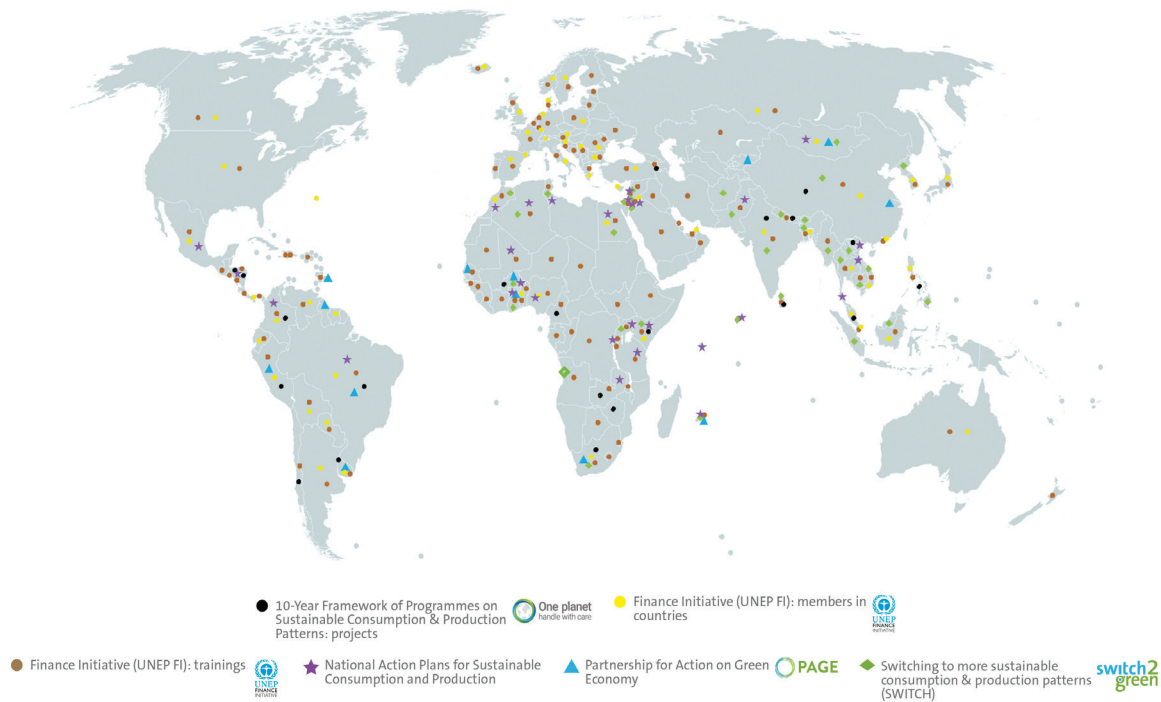 10-Year Framework of Programmes on
Sustainable Consumption & Production
Patterns: projects
One planet
handle with care
Finance Initiative (UNEP FI): members in
countries
UNEP
FINANCE
INITIATIVE
Finance Initiative (UNEP FI): trainings
UNEP
FINANCE
INITIATIVE
National Action Plans for Sustainable
Consumption and Production
Partnership for Action on Green
Economy
PAGE
Switching to more sustainable
consumption & production patterns
(SWITCH)
switch2
green